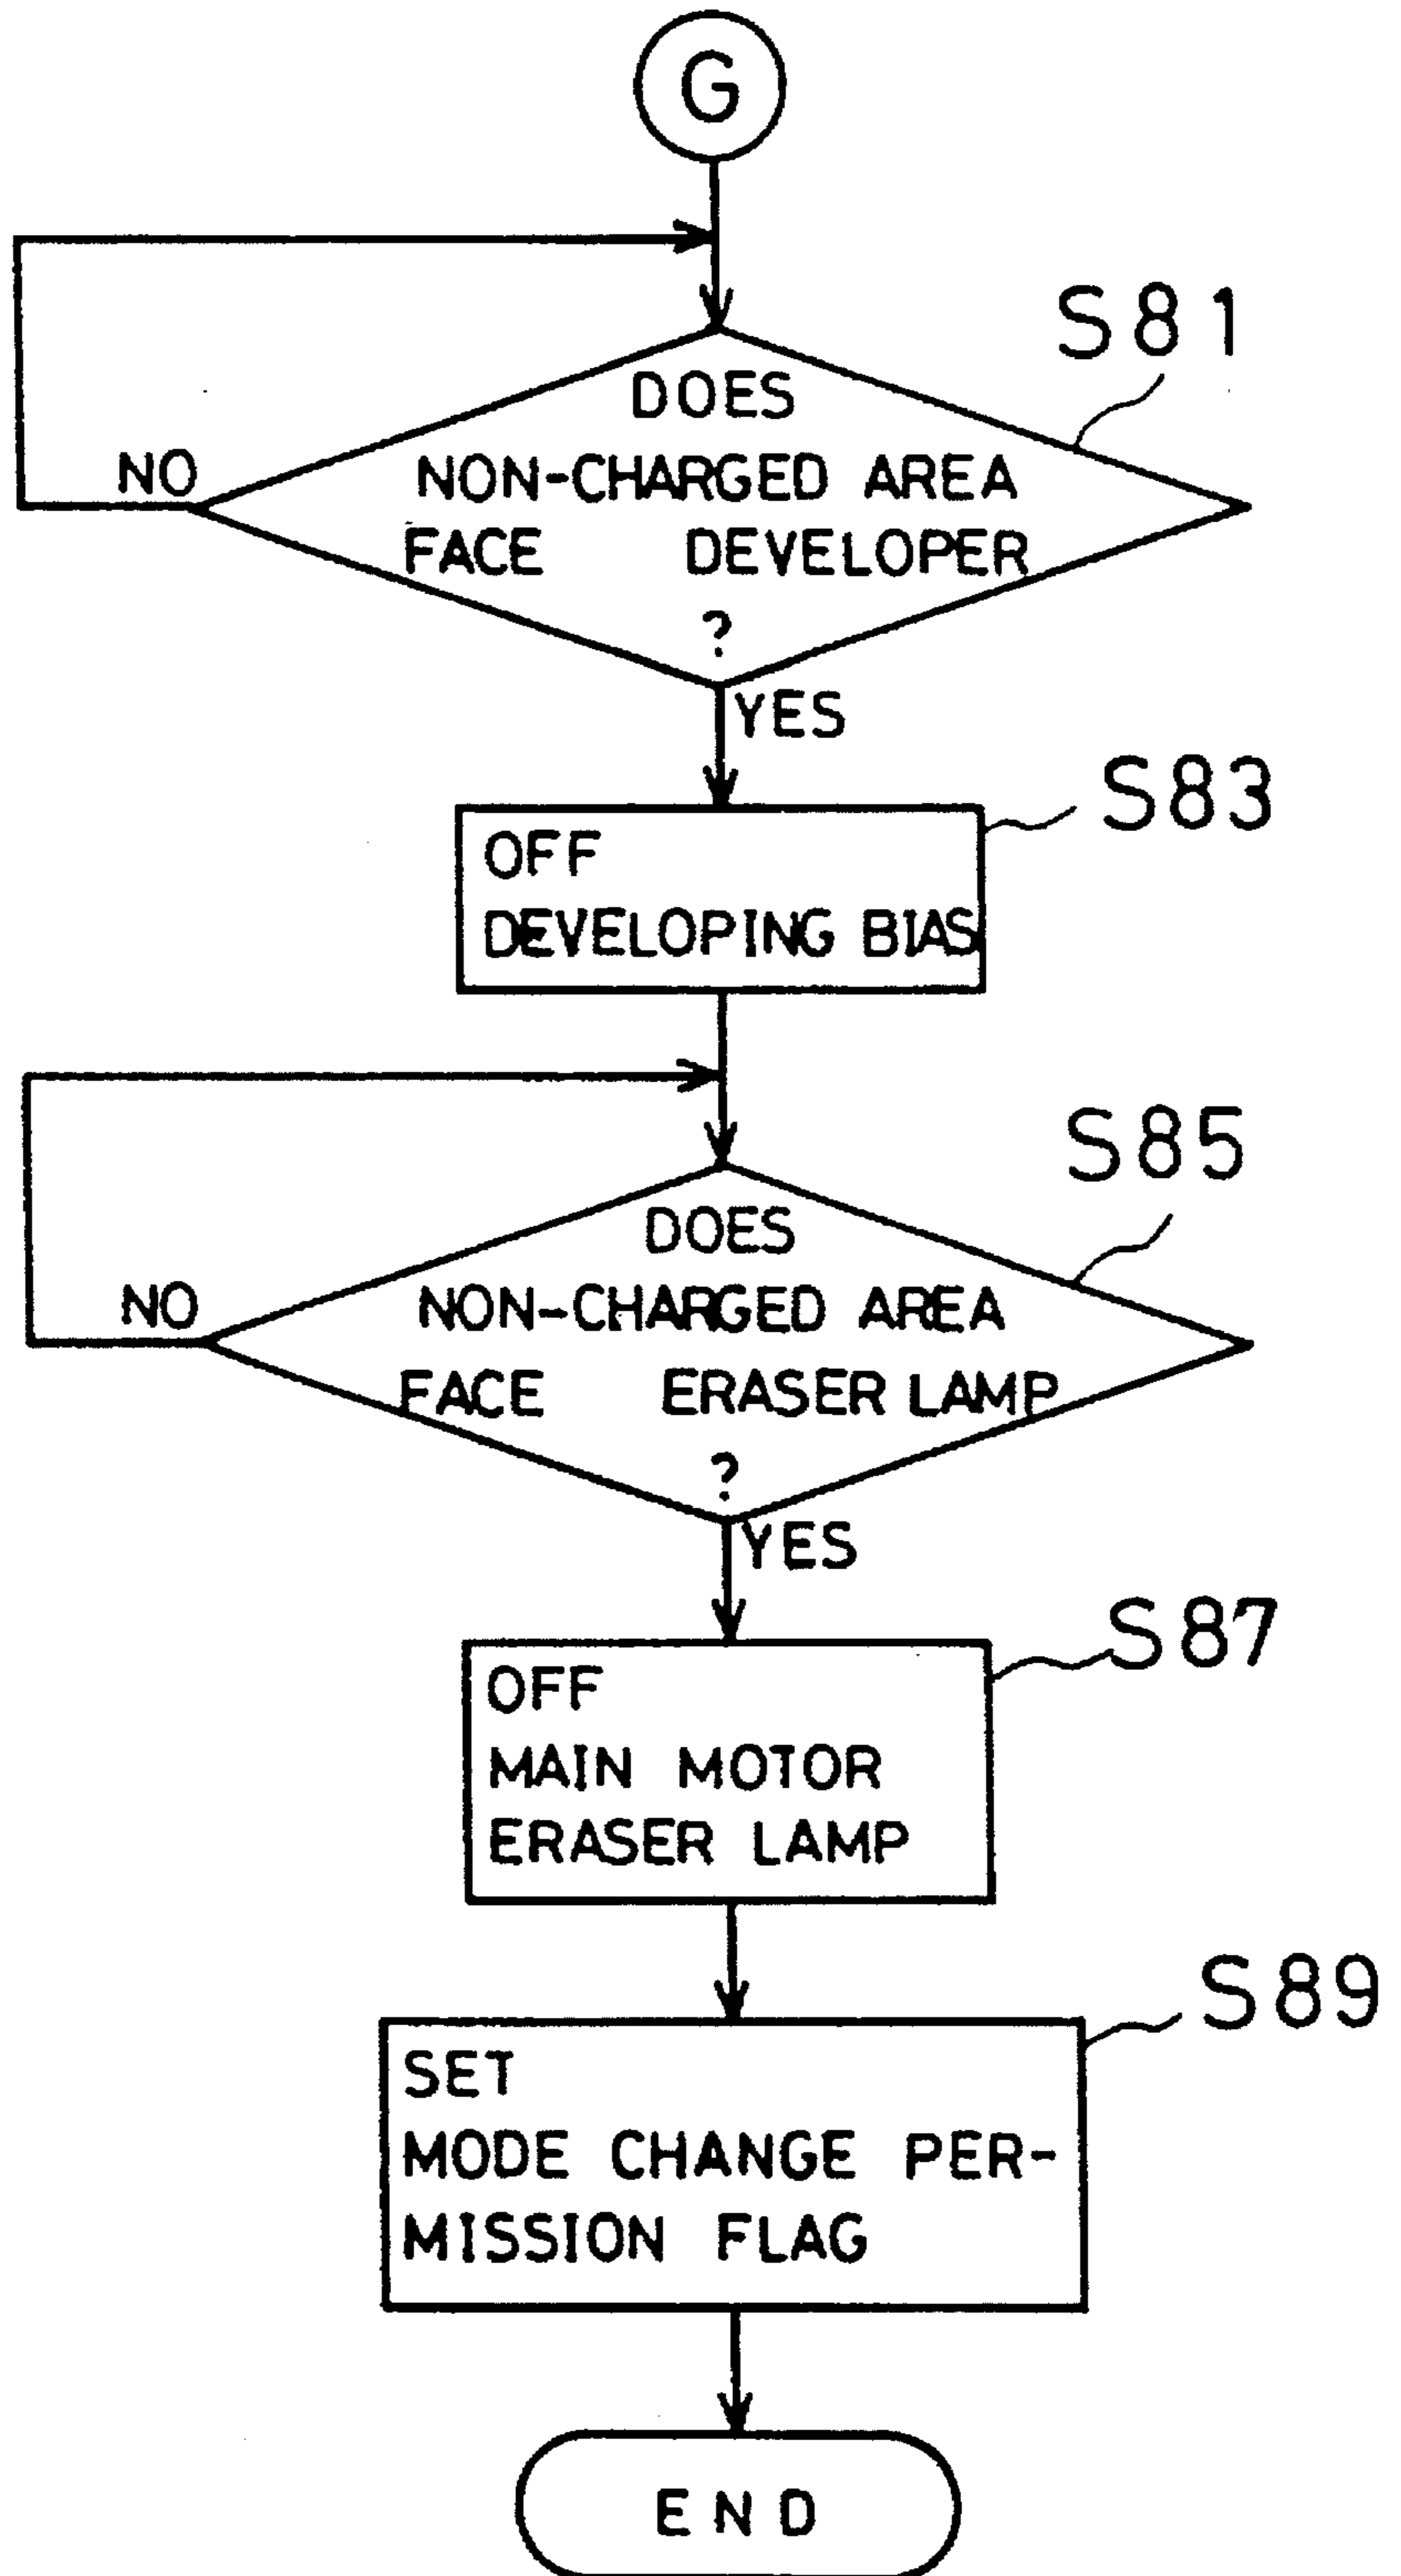 G
S81
DOES
NON-CHARGED AREA
NO
FACE DEVELOPER
?
YES
S83
OFF
DEVELOPING BIAS
S85
DOES
NON-CHARGED AREA
NO
FACE ERASER LAMP
?
YES
S87
OFF
MAIN MOTOR
ERASER LAMP
S89
SET
MODE CHANGE PER-
MISSION FLAG
END